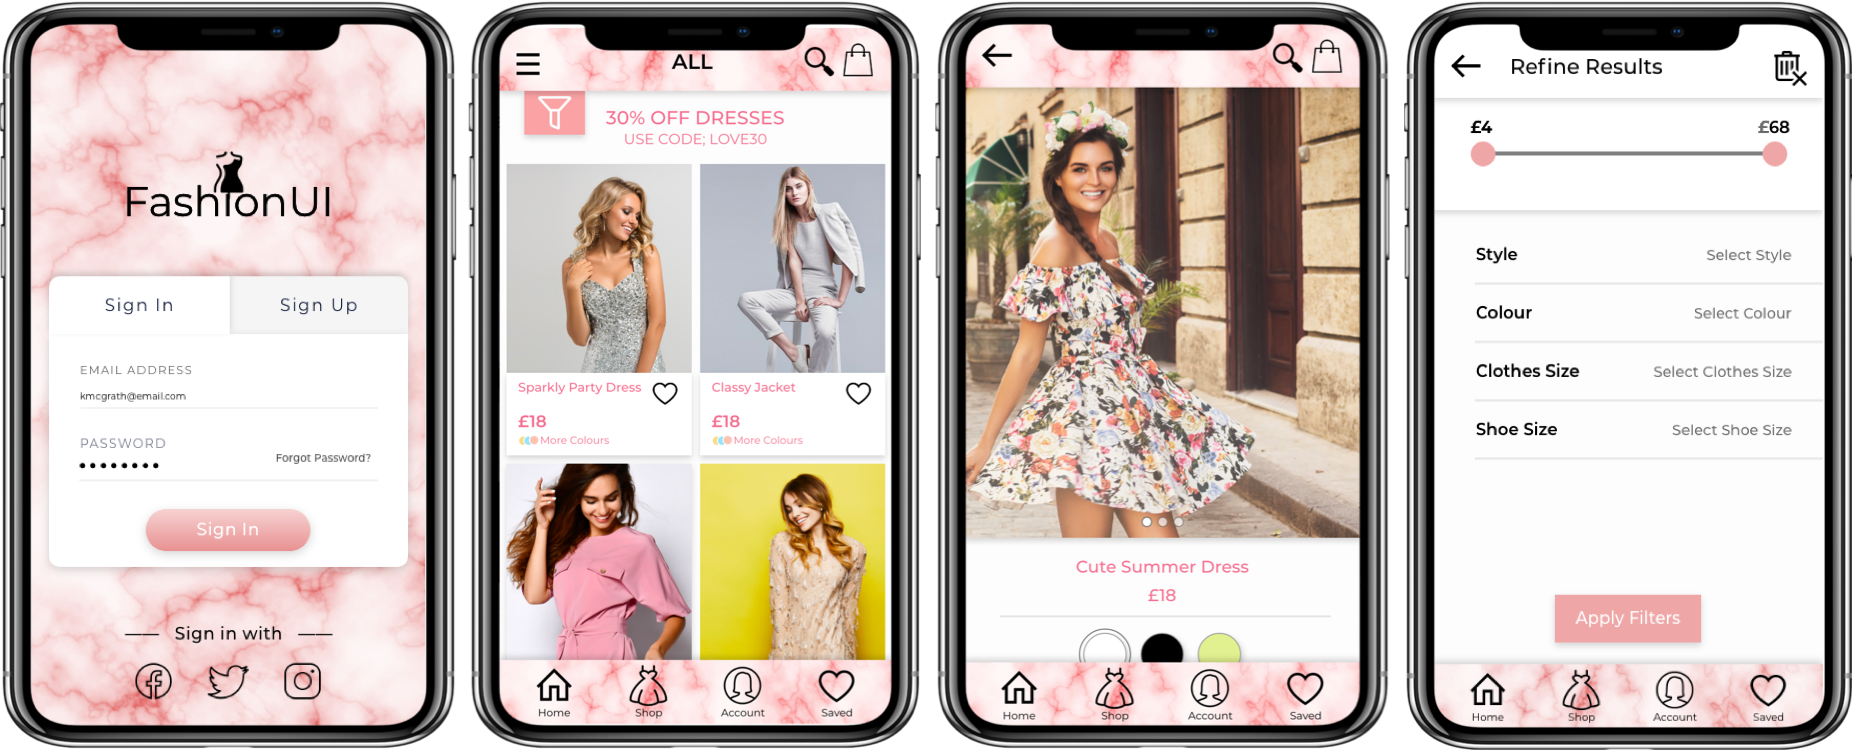 FashionUI
Sign In
Sign Up
EMAIL ADDRESS
kmcgrath@email.com
PASSWORD
Forgot Password?
Sign In
Sign in with
ALL
30% OFF DRESSES
USE CODE; LOVE30
Sparkly Party Dress
£18
More Colours
Classy Jacket
£18
More Colours
Home
Shop
Account
Saved
Cute Summer Dress
£18
Home
Shop
Account
Saved
Refine Results
£4
£68
Style
Select Style
Colour
Select Colour
Clothes Size
Select Clothes Size
Shoe Size
Select Shoe Size
Apply Filters
Home
Shop
Account
Saved